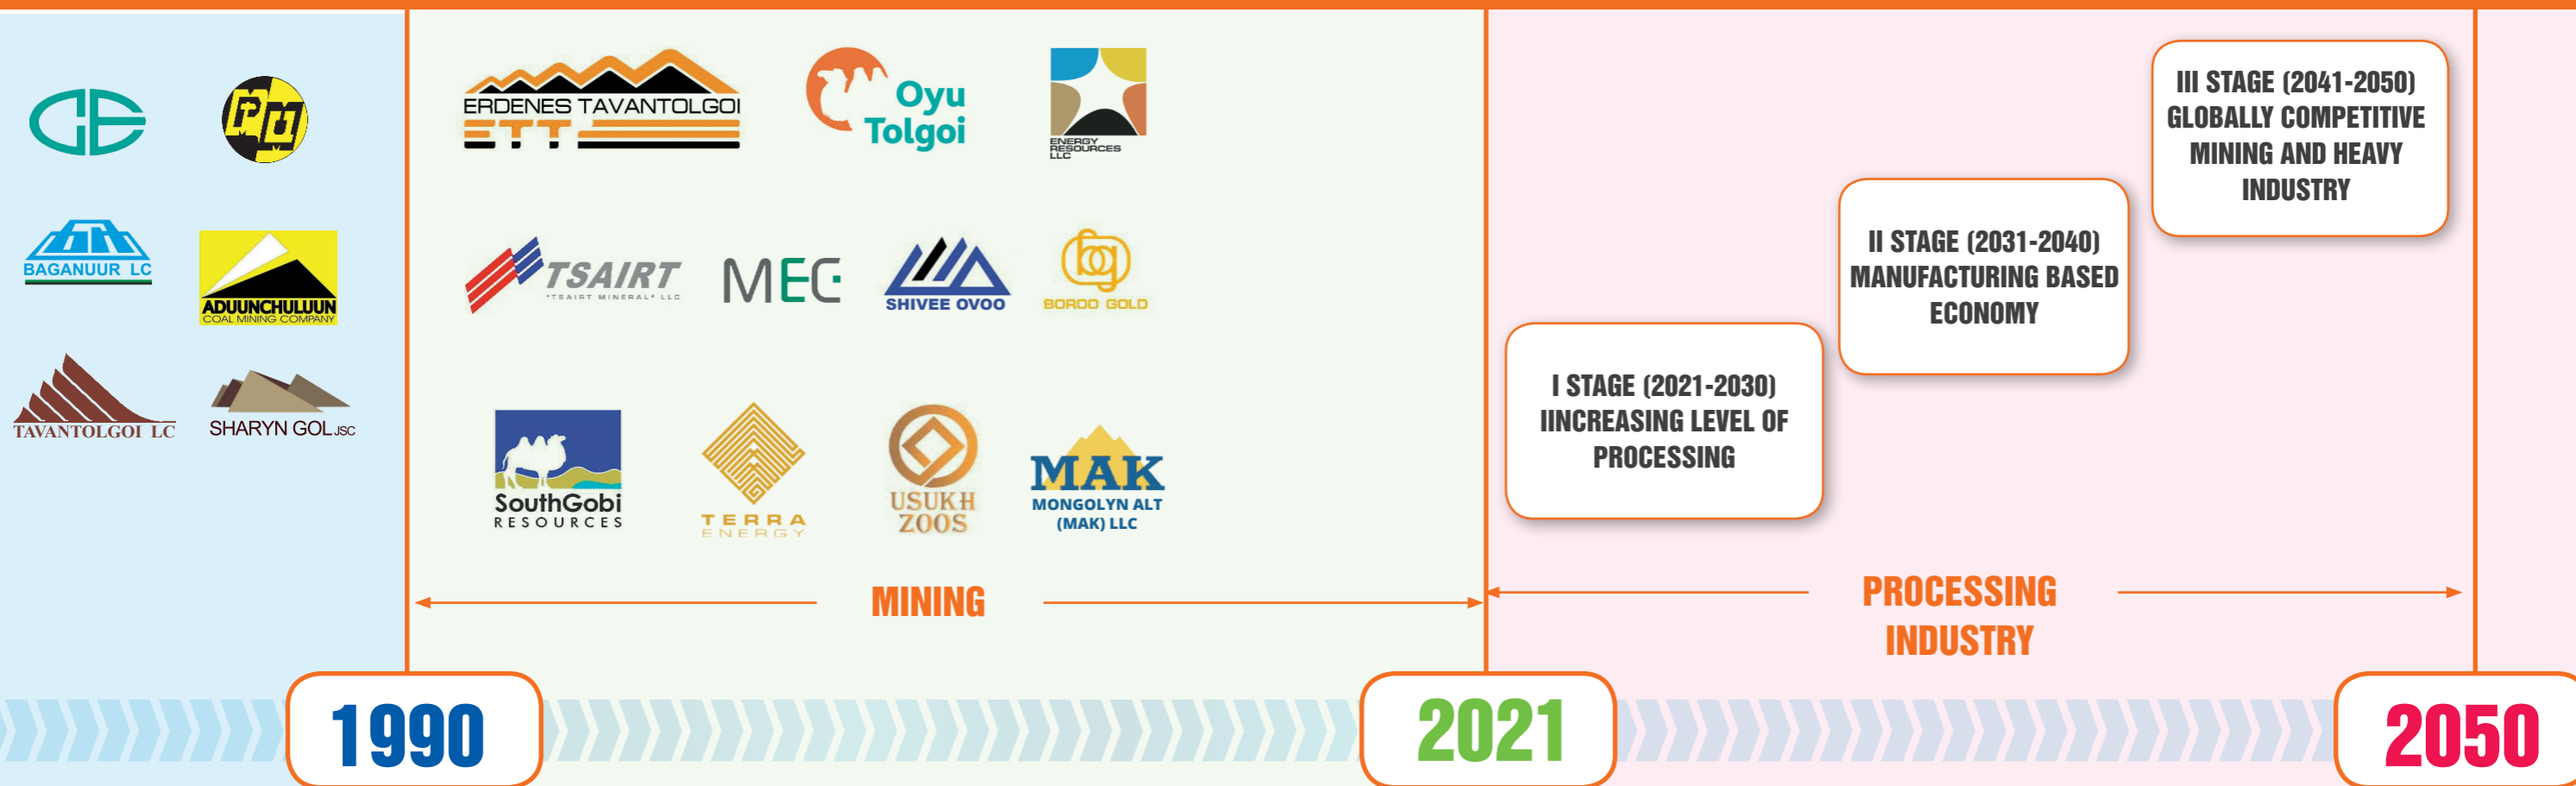 BAGANUUR LC
ADUUNCHULUUN
COAL MINING COMPANY
TAVANTOLGOI LC
SHARYN GOL JSC
ERDENES TAVANTOLGOI
ETT
Oyu
Tolgoi
ENERGY
RESOURCES
LLC
TSAIRT
"TSAIRT MINERAL" LLC
MEC
SHIVEE OVOO
BOROO GOLD
SouthGobi
RESOURCES
TERRA
ENERGY
USUKH
ZOOS
MAK
MONGOLYN ALT
(MAK) LLC
MINING
I STAGE (2021-2030)
IINCREASING LEVEL OF
PROCESSING
II STAGE (2031-2040)
MANUFACTURING BASED
ECONOMY
III STAGE (2041-2050)
GLOBALLY COMPETITIVE
MINING AND HEAVY
INDUSTRY
PROCESSING
INDUSTRY
1990
2021
2050